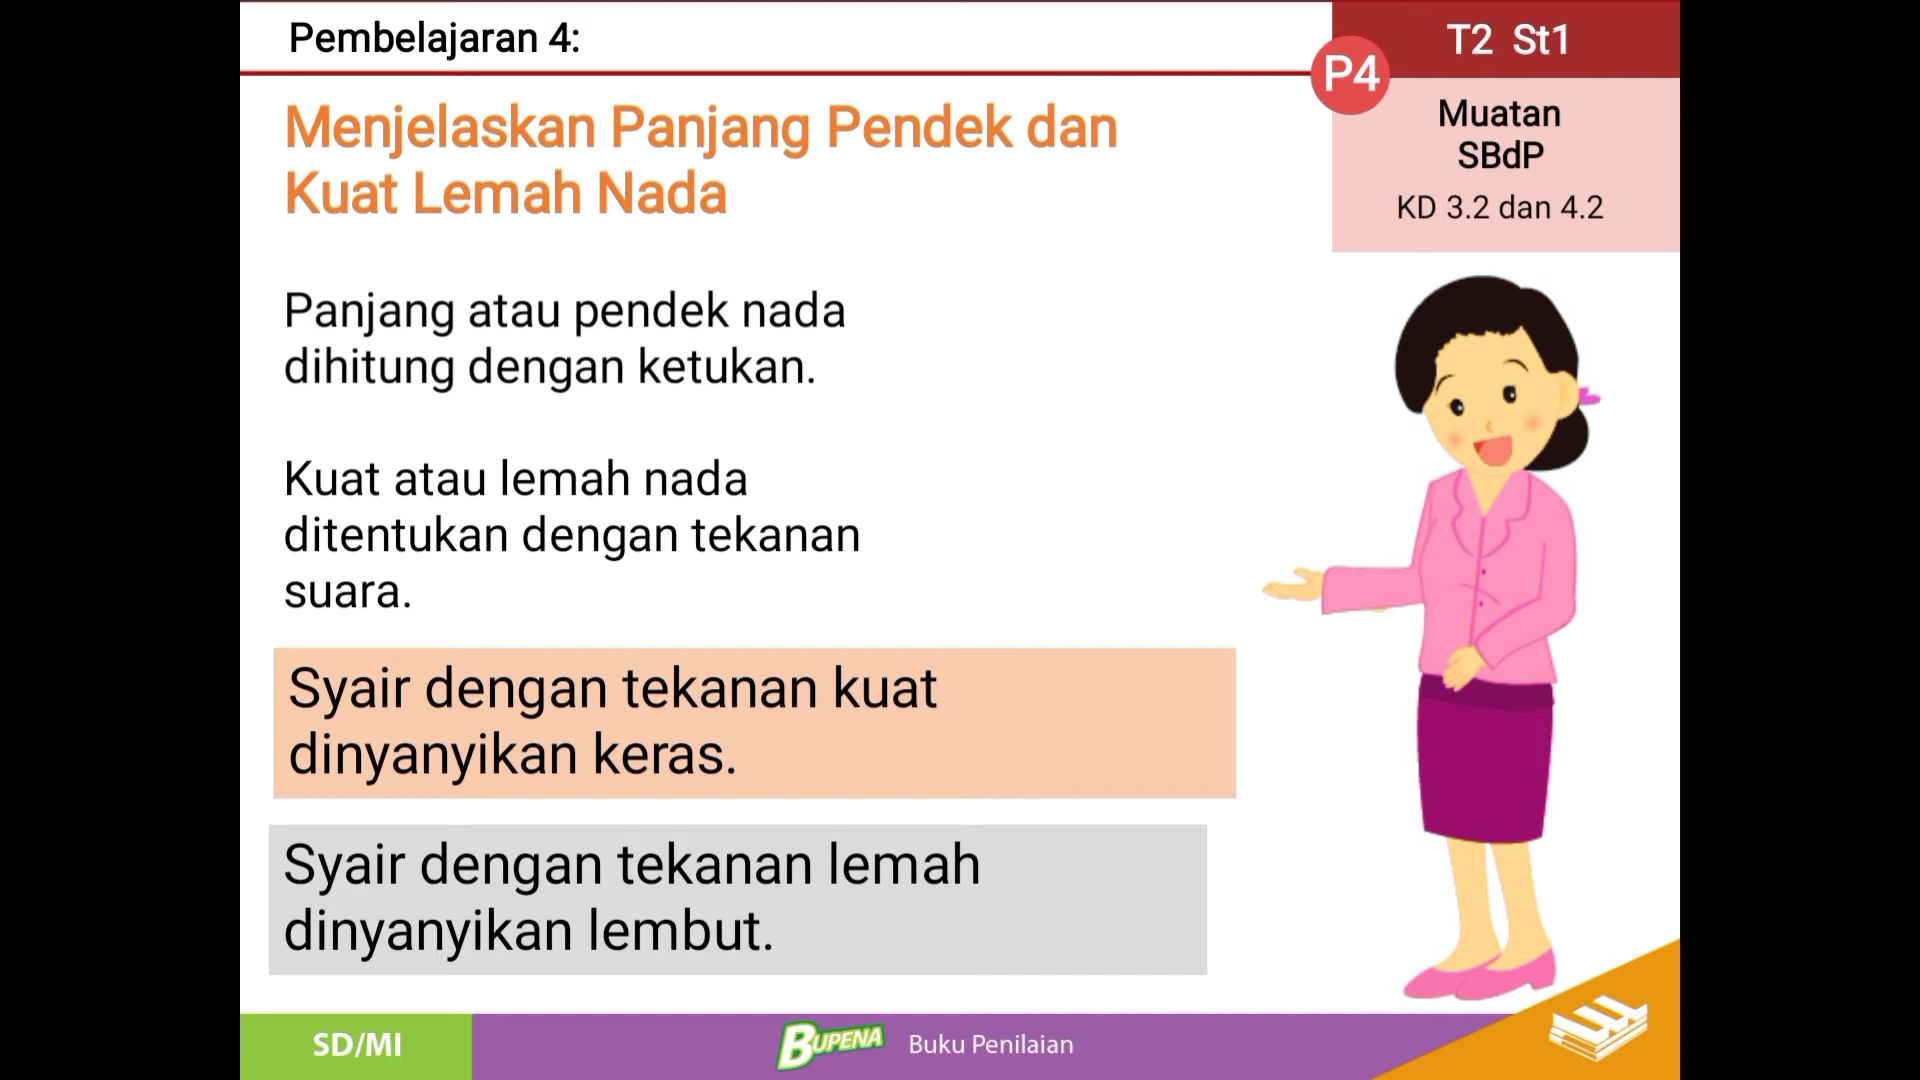 Pembelajaran 4:
T2 St1
P4
Muatan
SBdP
KD 3.2 dan 4.2
Menjelaskan Panjang Pendek dan
Kuat Lemah Nada
Panjang atau pendek nada
dihitung dengan ketukan.
Kuat atau lemah nada
ditentukan dengan tekanan
suara.
Syair dengan tekanan kuat
dinyanyikan keras.
Syair dengan tekanan lemah
dinyanyikan lembut.
SD/MI
BUPENA
Buku Penilaian